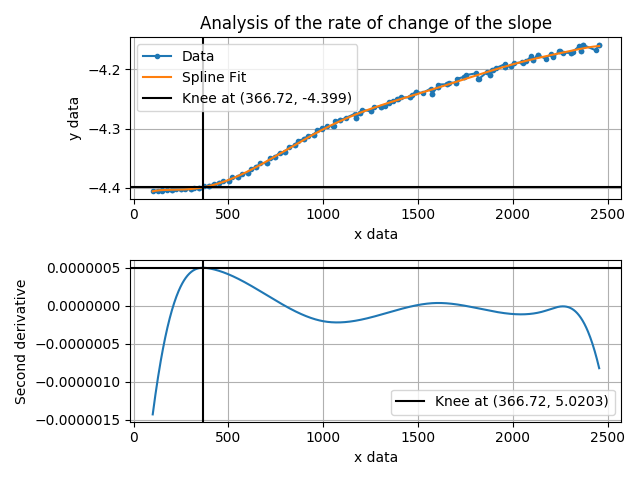 Analysis of the rate of change of the slope
Data
Spline Fit
Knee at (366.72, -4.399)
y data
−4.2
−4.3
−4.4
0 500 1000 1500 2000 2500
x data
Second derivative
0.0000005
0.0000000
−0.0000005
−0.0000010
−0.0000015
Knee at (366.72, 5.0203)
0 500 1000 1500 2000 2500
x data